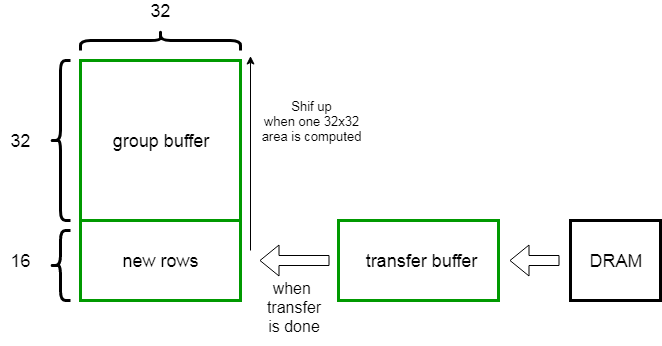 32
Shif up
when one 32x32
area is computed
32
group buffer
16
new rows
transfer buffer
DRAM
when
transfer
is done